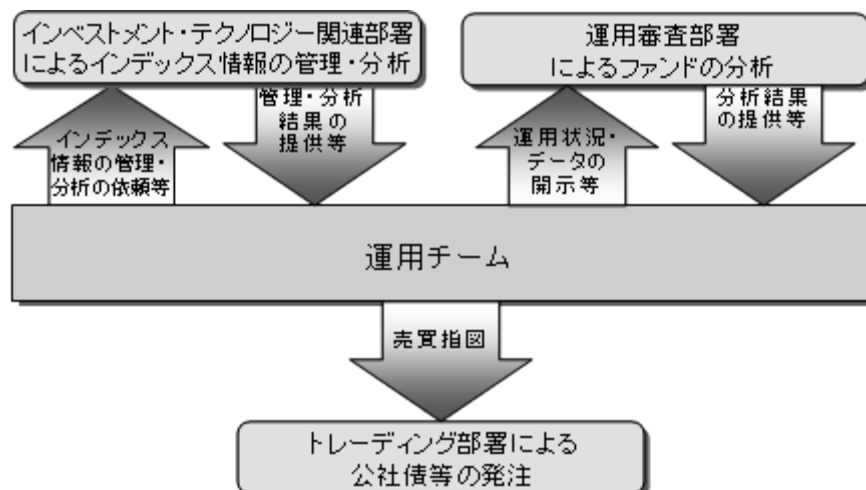 インベストメント・テクノロジー関連部署
によるインデックス情報の管理・分析
運用審査部署
によるファンドの分析
インデックス
情報の管理・
分析の依頼等
管理・分析
結果の
提供等
運用状況・
データの
開示等
分析結果
の提供等
運用チーム
売買指図
トレーディング部署による
公社債等の発注